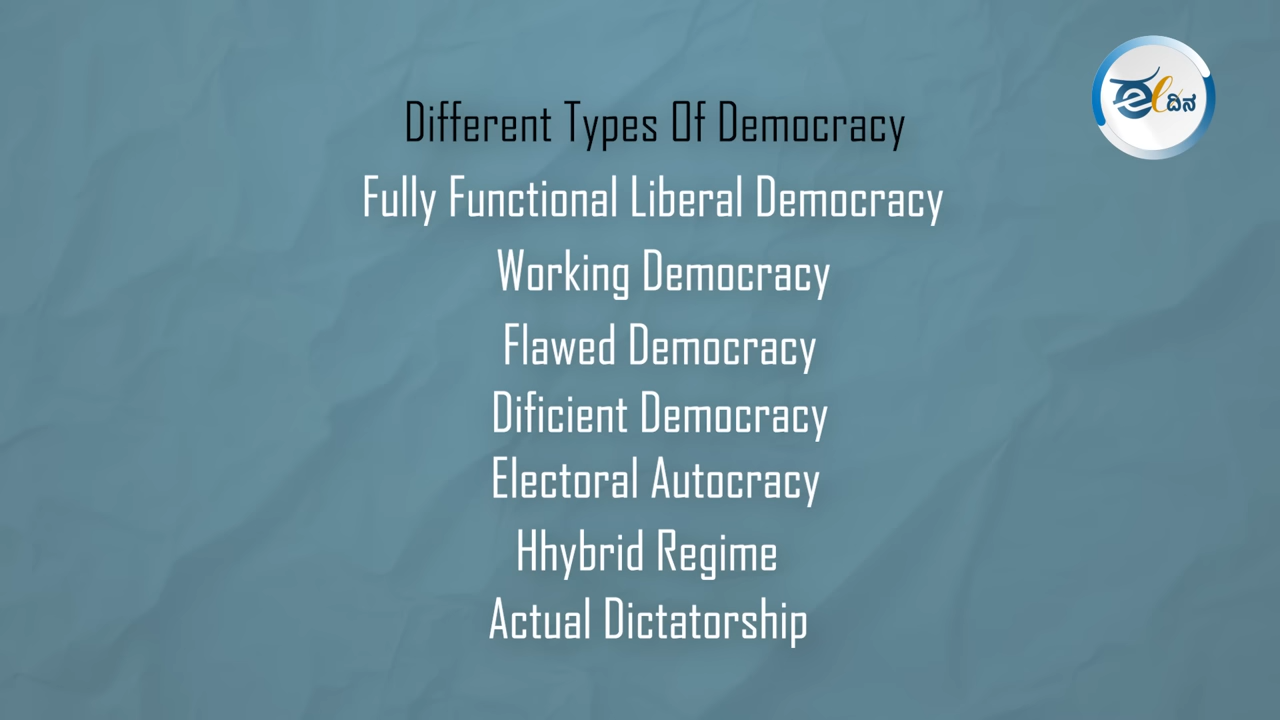 Different Types Of Democracy
Fully Functional Liberal Democracy
Working Democracy
Flawed Democracy
Dificient Democracy
Electoral Autocracy
Hhybrid Regime
Actual Dictatorship
ದಿನ